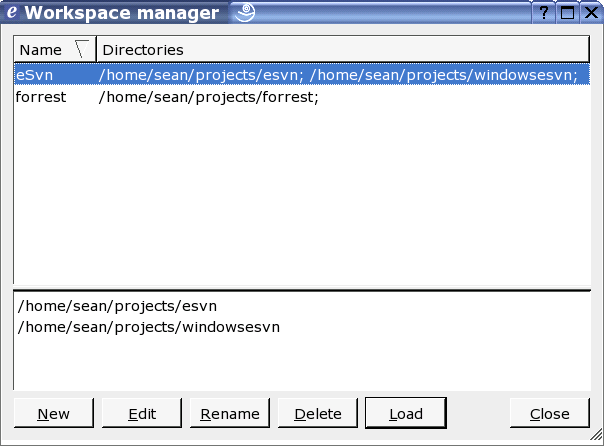 e Workspace manager ?
Name Directories
eSvn /home/sean/projects/esvn; /home/sean/projects/windowsesvn;
forrest /home/sean/projects/forrest;
/home/sean/projects/esvn
/home/sean/projects/windowsesvn
New Edit Rename Delete Load Close